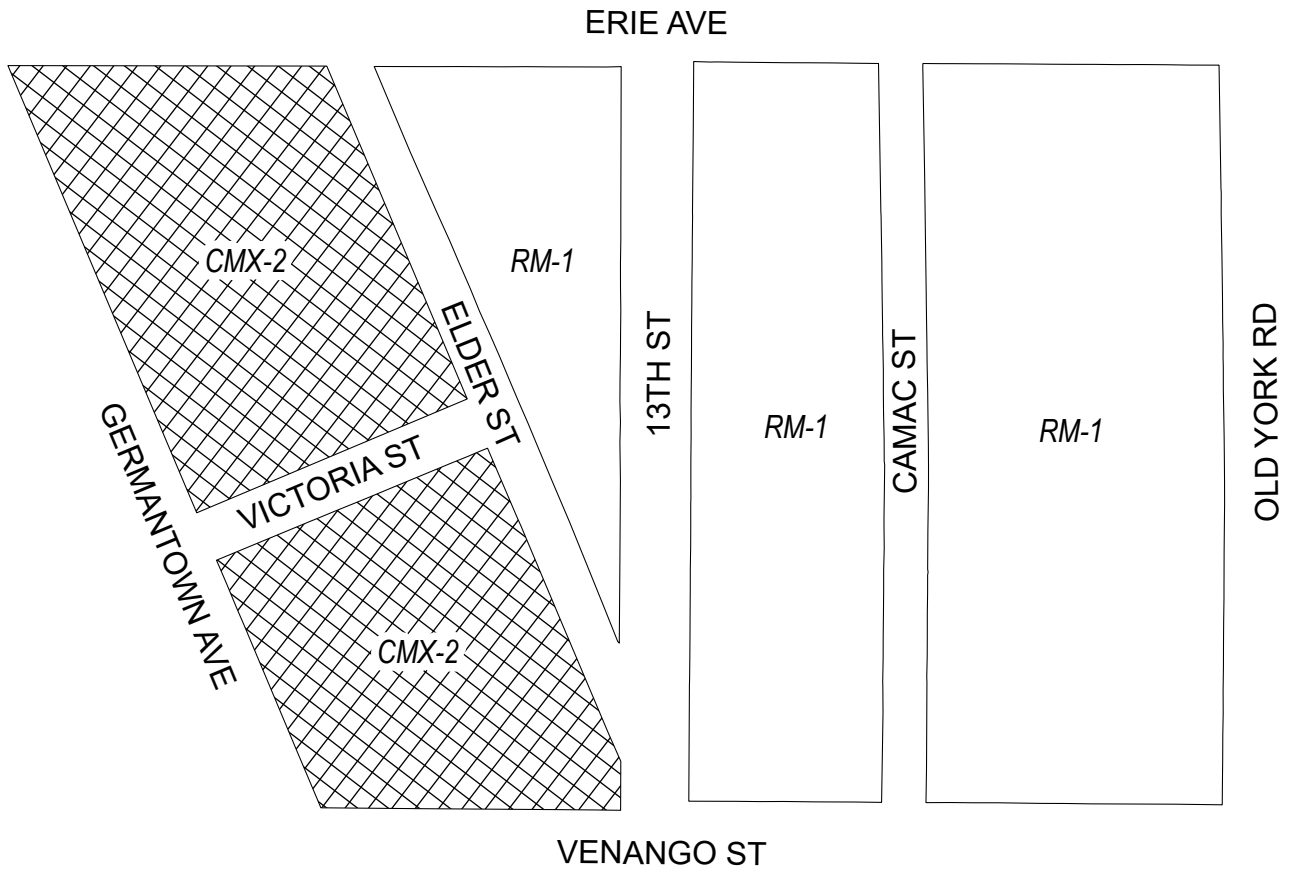 ERIE AVE
CMX-2
RM-1
ELDER ST
13TH ST
CAMAC ST
OLD YORK RD
RM-1
RM-1
GERMANTOWN AVE
VICTORIA ST
CMX-2
VENANGO ST